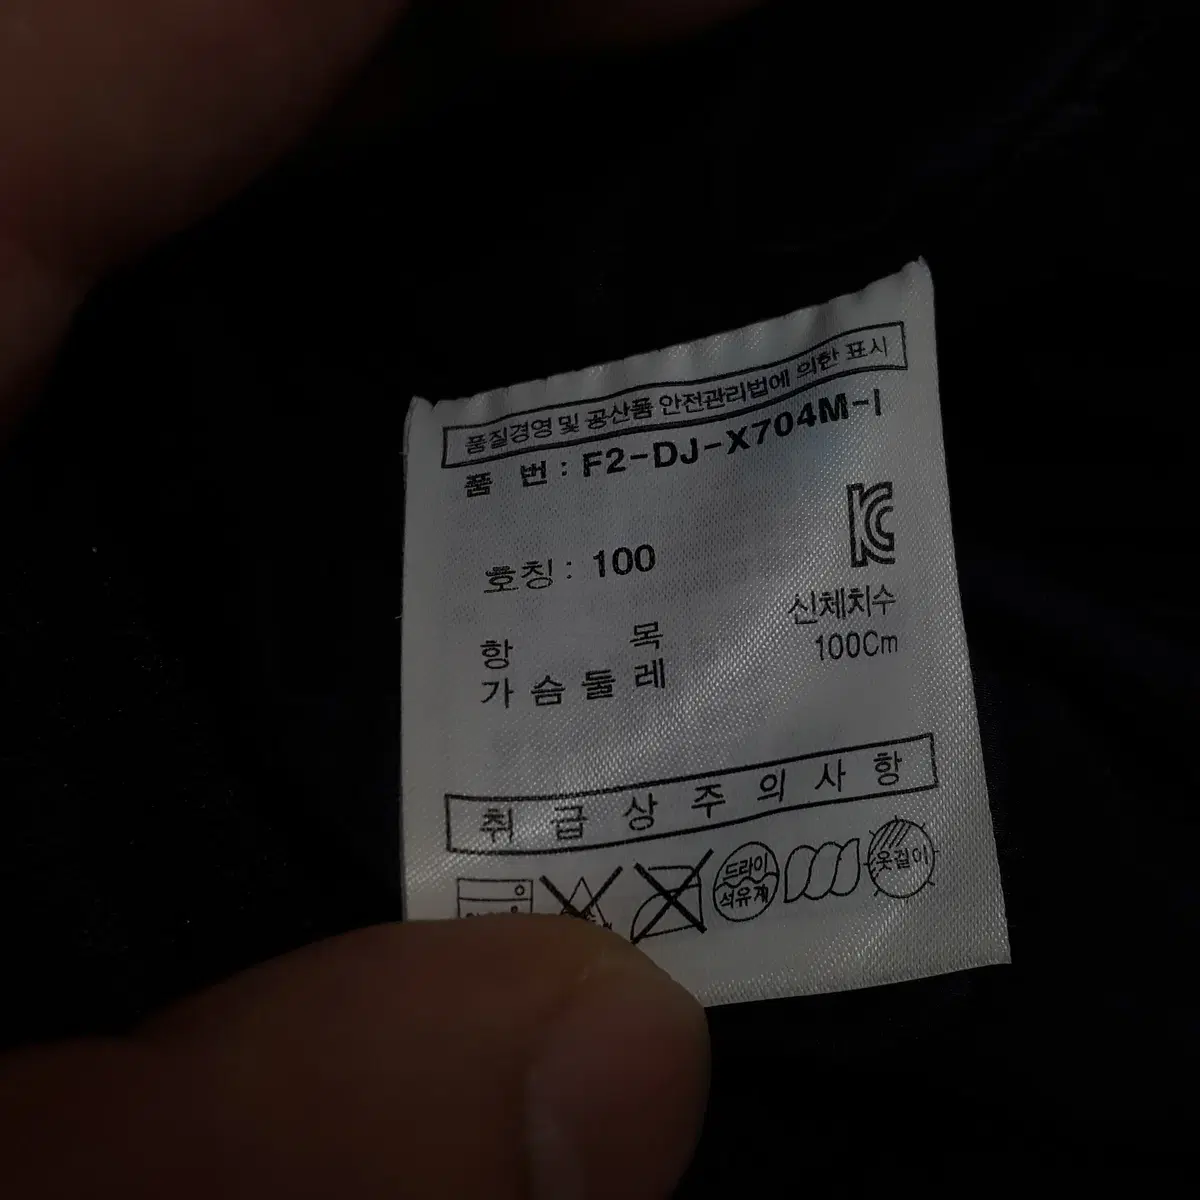 품질경영 및 공산품 안전관리법에 의한 표시
품 번 : F2-DJ-X704M-I
KC
호칭 : 100
신체치수
항 목
100Cm
가 슴 둘 레
취 급 상 주 의 사 항
드라이
석유계
옷걸이